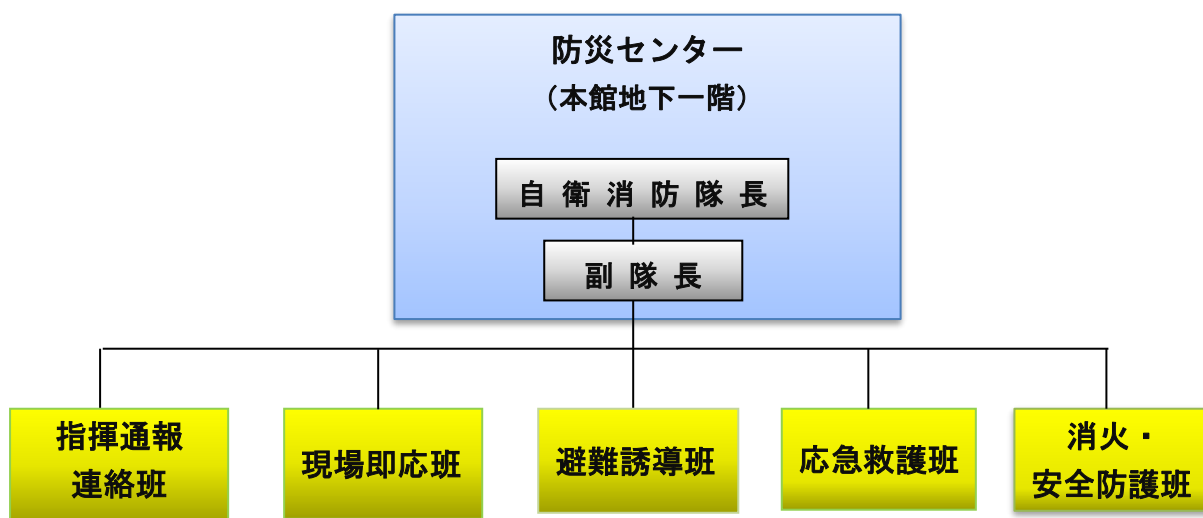 防災センター
（本館地下一階）
自衛消防隊長
副隊長
指揮通報
連絡班
現場即応班
避難誘導班
応急救護班
消火・
安全防護班